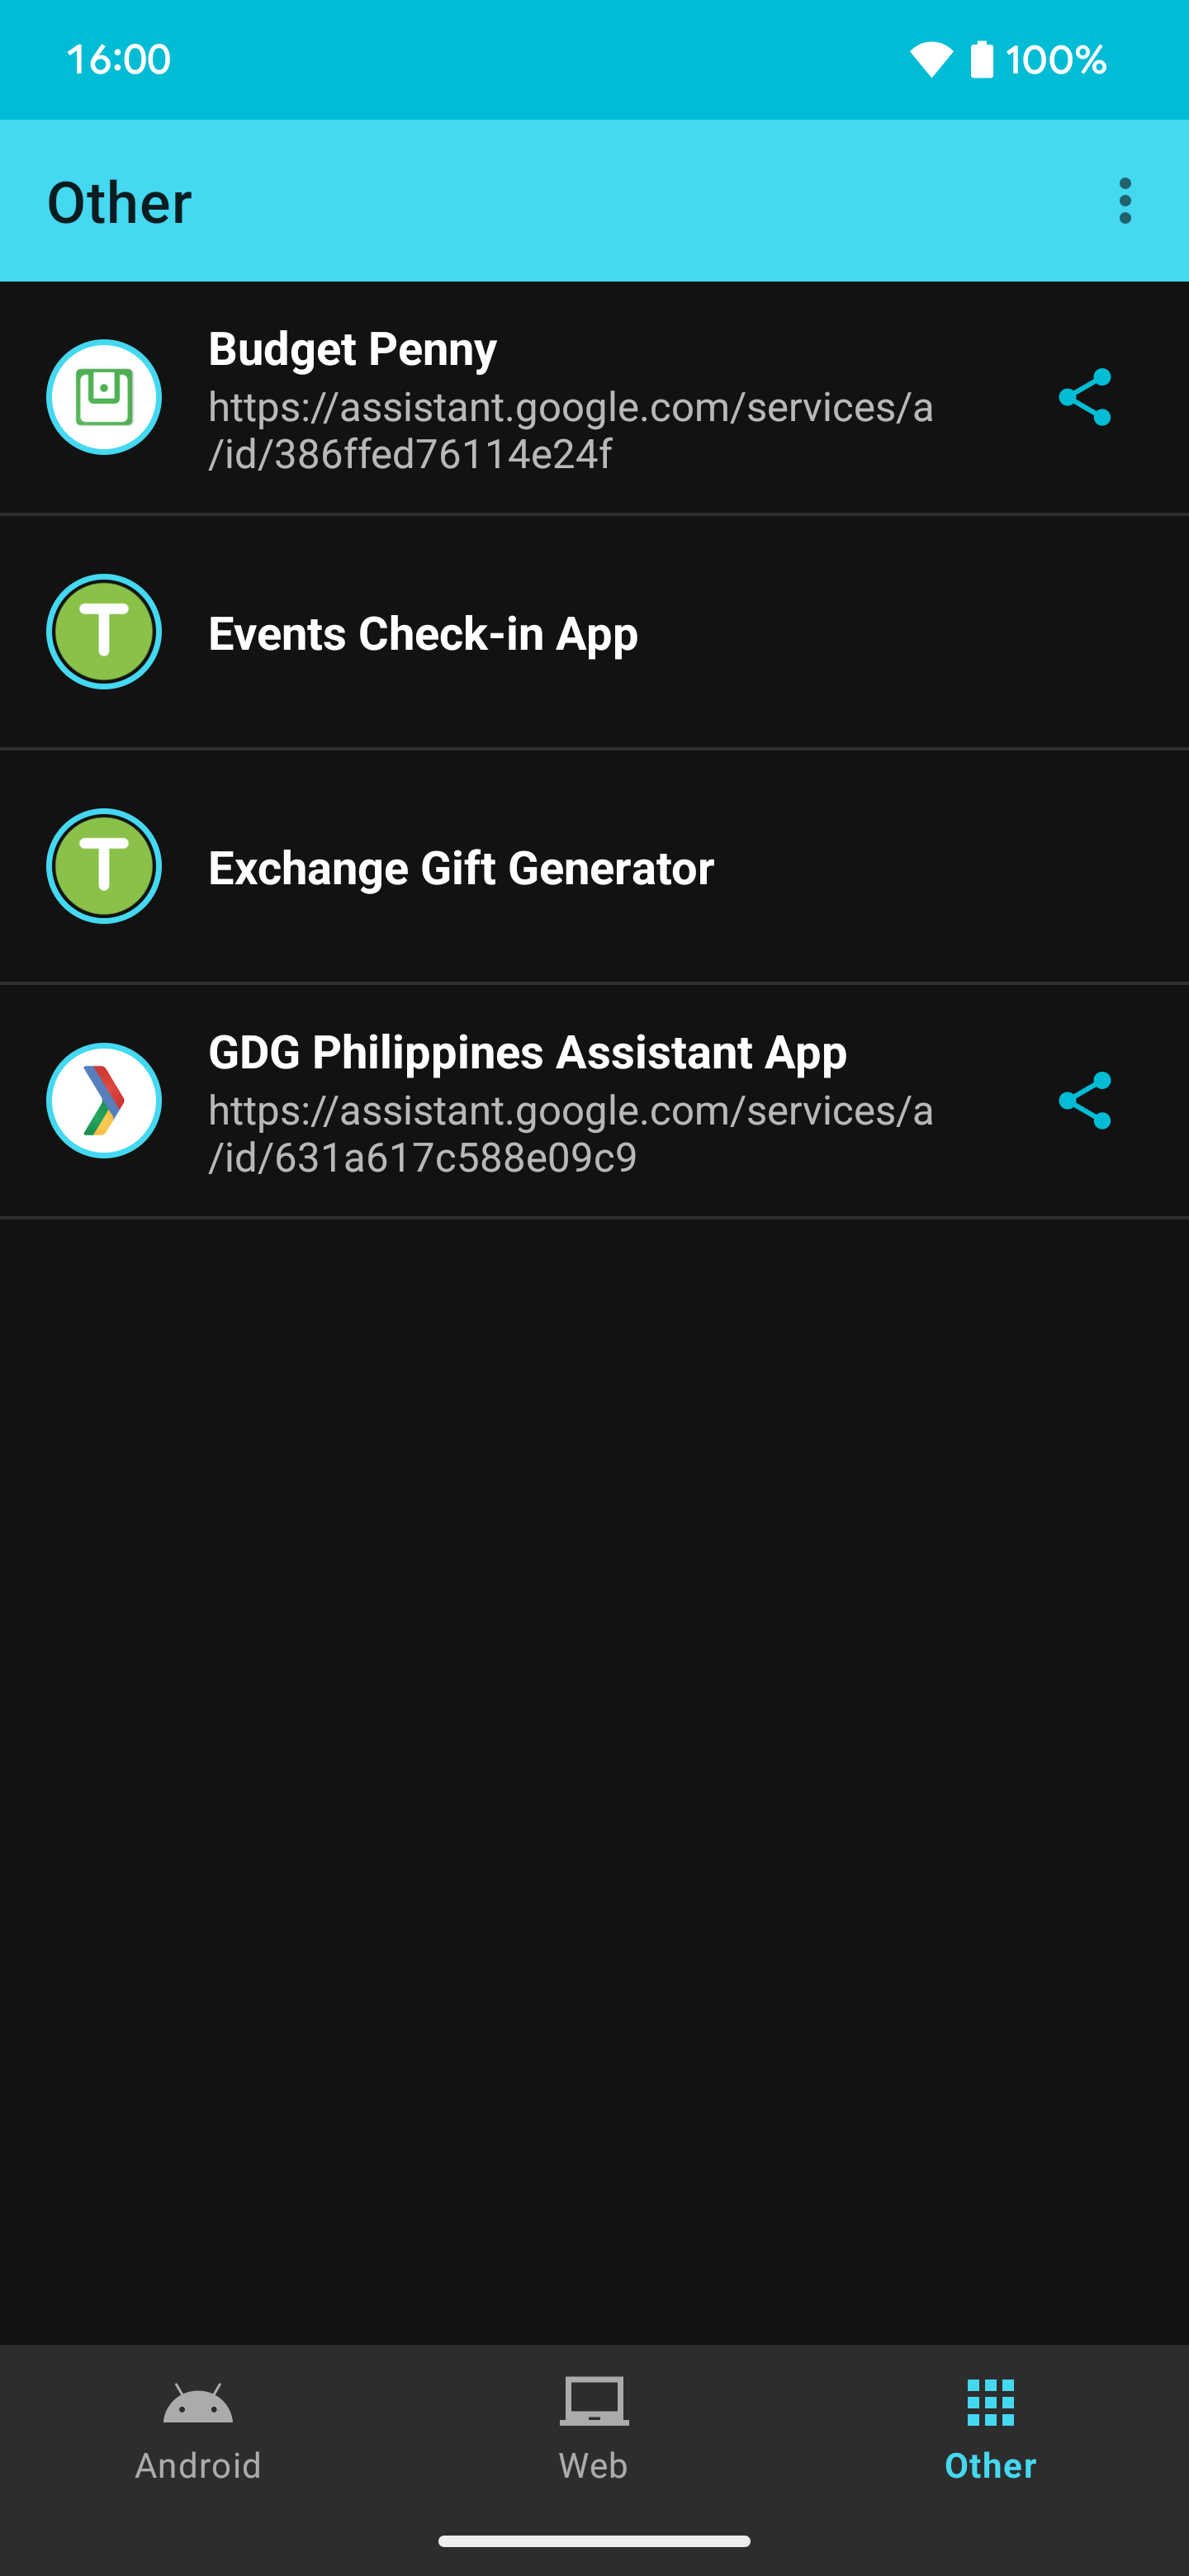 16:00
100%
Other
Budget Penny
https://assistant.google.com/services/a
/id/386ffed76114e24f
T
Events Check-in App
T
Exchange Gift Generator
GDG Philippines Assistant App
https://assistant.google.com/services/a
/id/631a617c588e09c9
Android
Web
Other